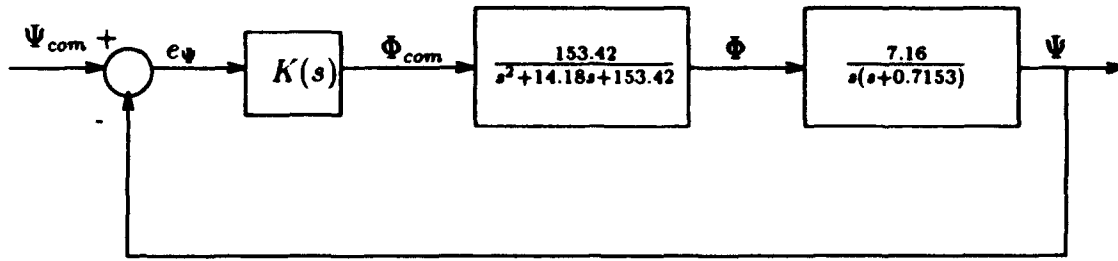 Ψcom +
eΨ
K(s)
Φcom
153.42
s²+14.18s+153.42
Φ
7.16
s(s+0.7153)
Ψ
-